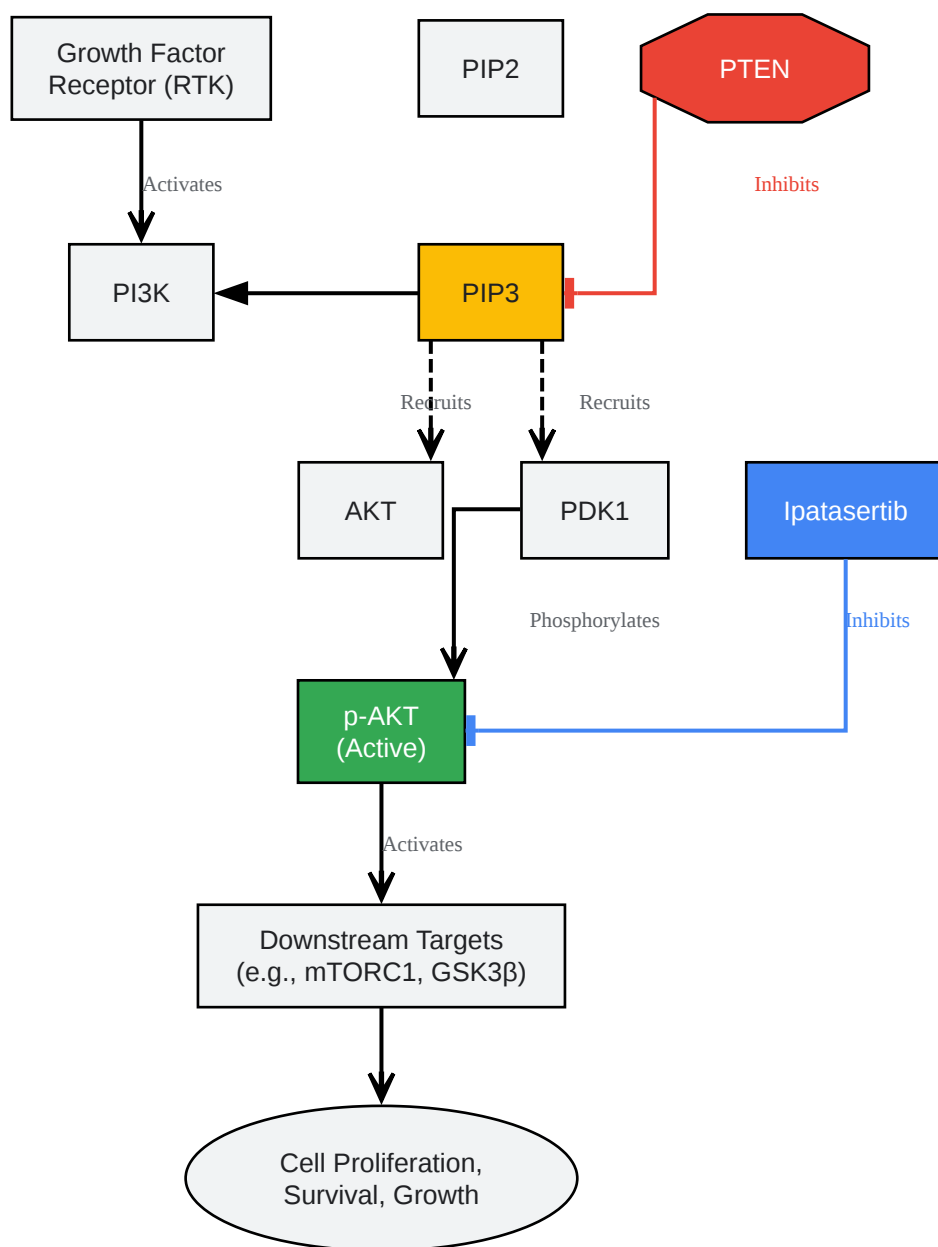 Growth Factor
Receptor (RTK)
PIP2
PTEN
Activates
Inhibits
PI3K
PIP3
Recruits
Recruits
AKT
PDK1
Ipatasertib
Phosphorylates
Inhibits
p-AKT
(Active)
Activates
Downstream Targets
(e.g., mTORC1, GSK3β)
Cell Proliferation,
Survival, Growth